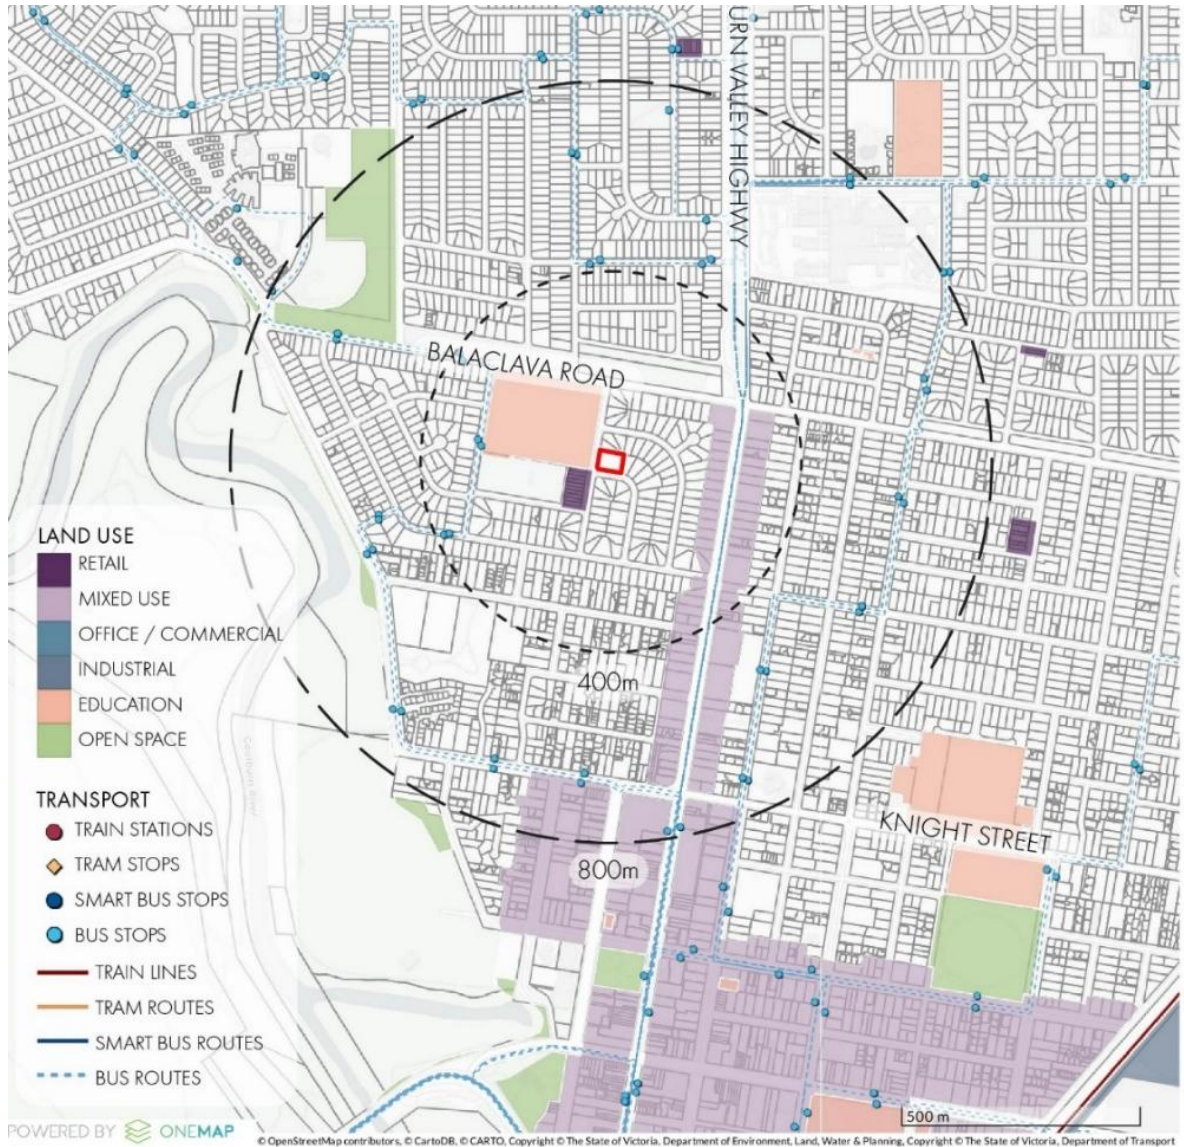 URN VALLEY HIGHWY
BALACLAVA ROAD
400m
800m
KNIGHT STREET
LAND USE
RETAIL
MIXED USE
OFFICE / COMMERCIAL
INDUSTRIAL
EDUCATION
OPEN SPACE
TRANSPORT
TRAIN STATIONS
TRAM STOPS
SMART BUS STOPS
BUS STOPS
TRAIN LINES
TRAM ROUTES
SMART BUS ROUTES
BUS ROUTES
500 m
POWERED BY ONEMAP
© OpenStreetMap contributors, © CartoDB, © CARTO, Copyright © The State of Victoria, Department of Environment, Land, Water & Planning, Copyright © The State of Victoria, Department of Transport